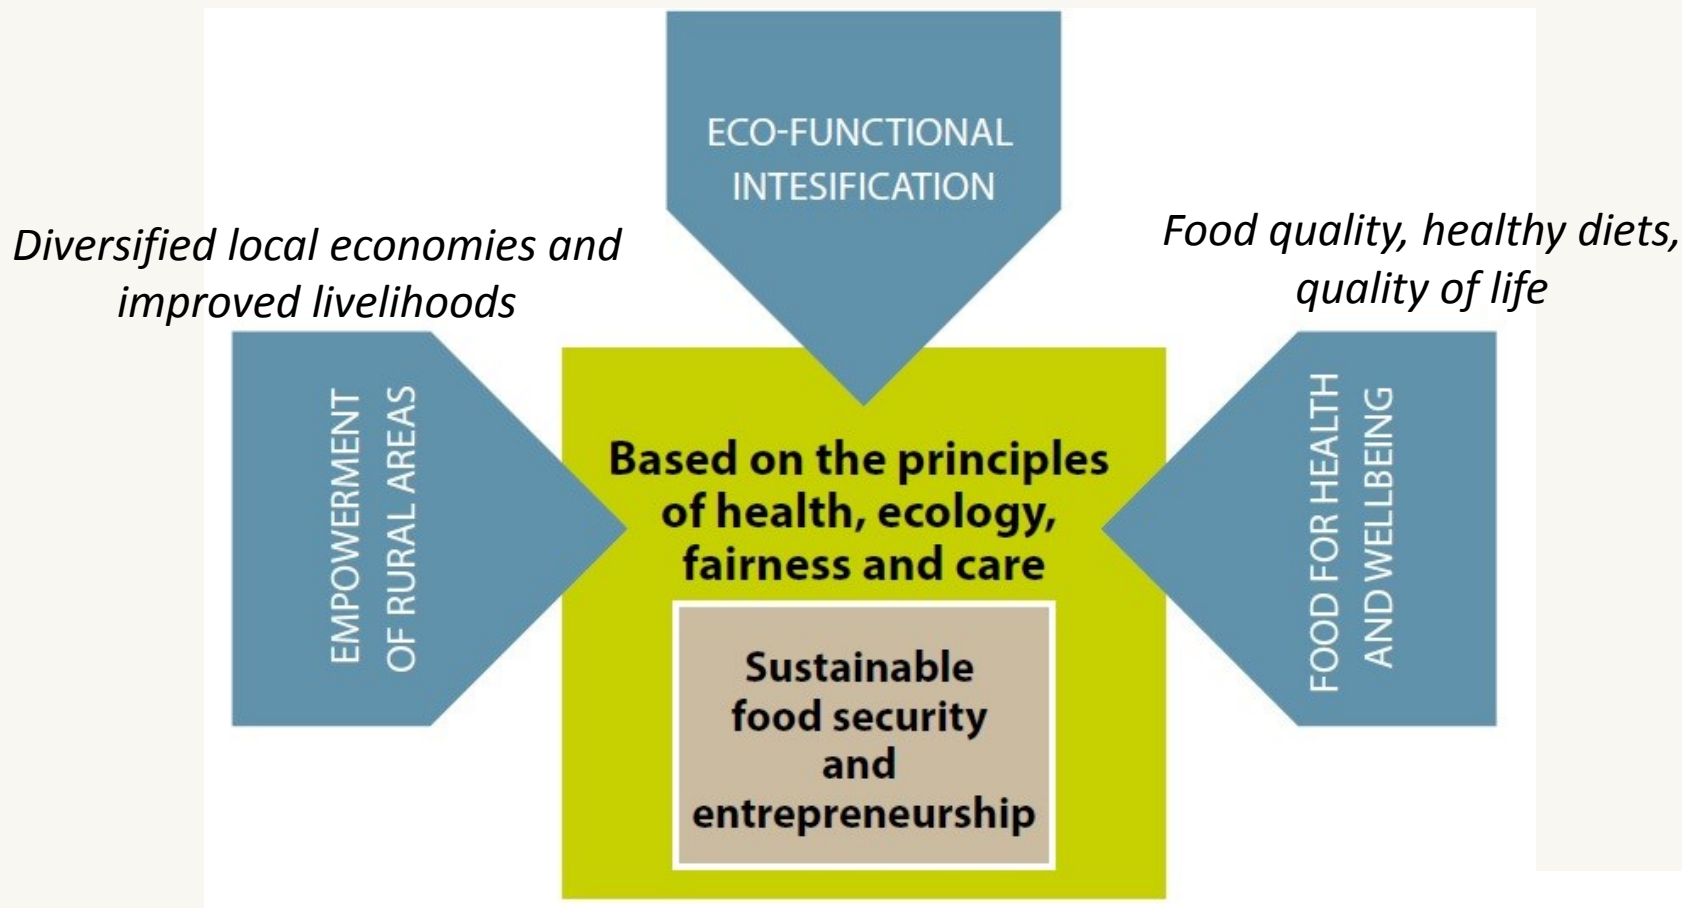 ECO-FUNCTIONAL
INTESIFICATION
Diversified local economies and
improved livelihoods
Food quality, healthy diets,
quality of life
EMPOWERMENT
OF RURAL AREAS
Based on the principles
of health, ecology,
fairness and care
Sustainable
food security
and
entrepreneurship
FOOD FOR HEALTH
AND WELLBEING